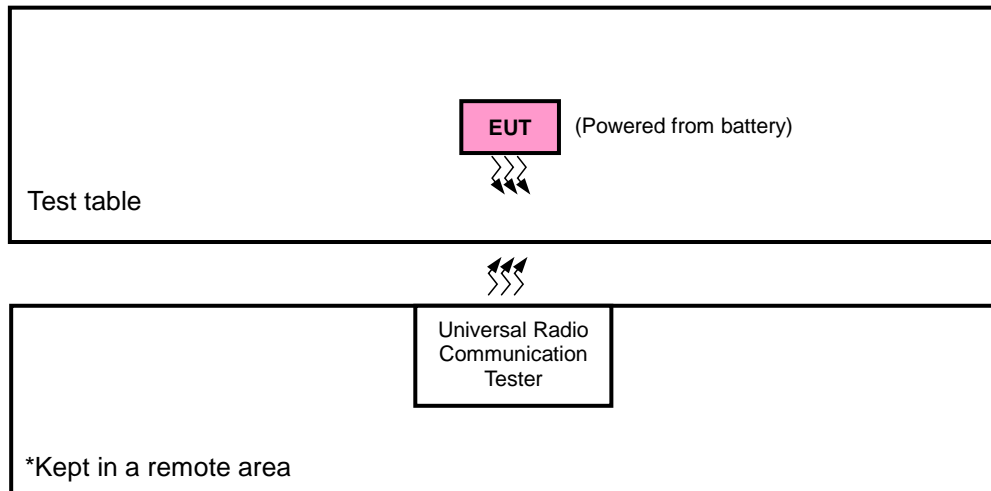 EUT
(Powered from battery)
Test table
Universal Radio
Communication
Tester
*Kept in a remote area